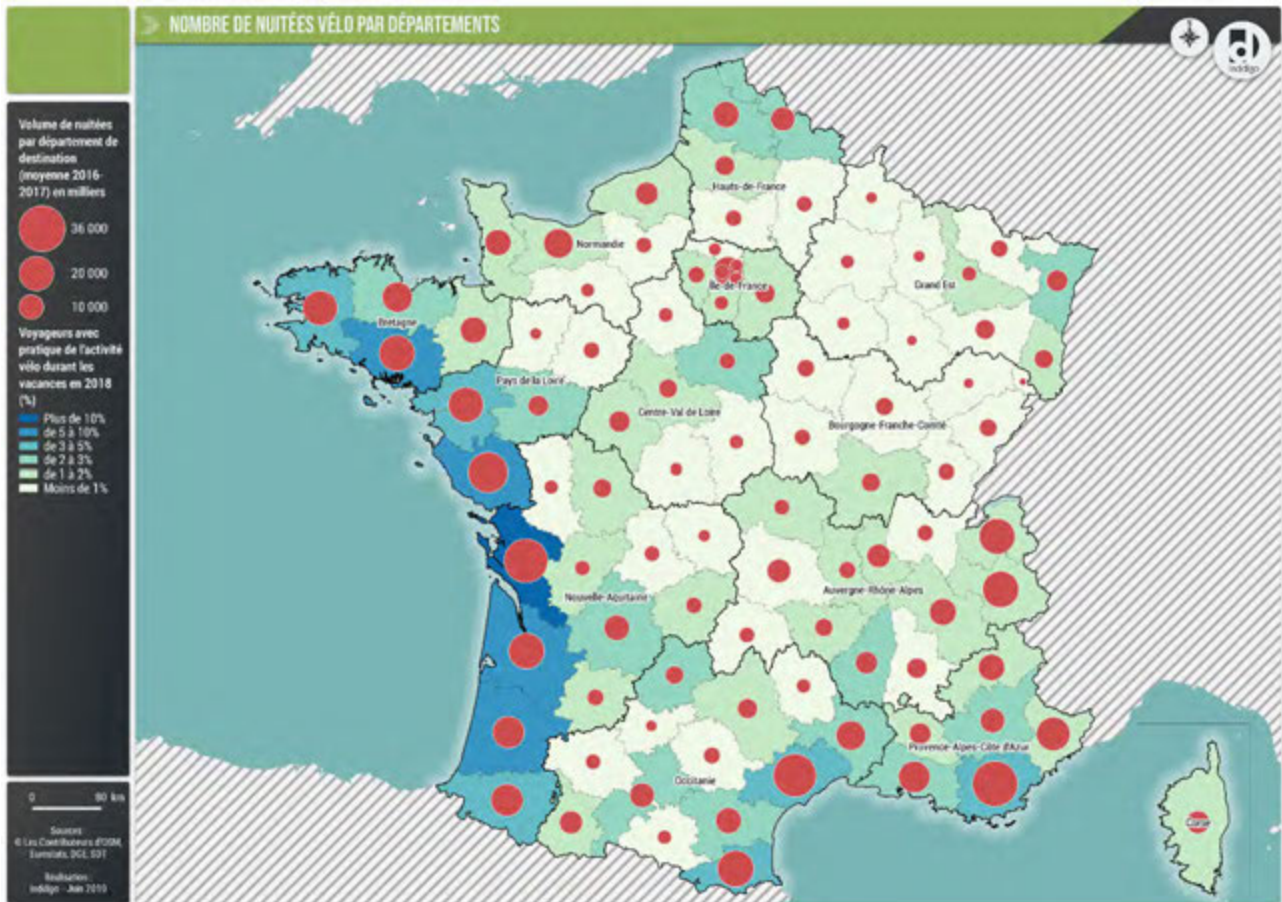 NOMBRE DE NUITÉES VÉLO PAR DÉPARTEMENTS
indidgo
Volume de nuitées
par département de
destination
(moyenne 2016-
2017) en milliers
36 000
20 000
10 000
Voyageurs avec
pratique de l'activité
vélo durant les
vacances en 2018
(%)
Plus de 10%
de 5 à 10%
de 3 à 5%
de 2 à 3%
de 1 à 2%
Moins de 1%
0 80 km
Sources :
© Les Contributeurs d'OSM,
Eurostats, DGE, SDT
Réalisation :
Indidgo - Juin 2019
Hauts-de-France
Normandie
Île-de-France
Grand Est
Bretagne
Pays de la Loire
Centre-Val de Loire
Bourgogne-Franche-Comté
Nouvelle-Aquitaine
Auvergne-Rhône-Alpes
Occitanie
Provence-Alpes-Côte d'Azur
Corse